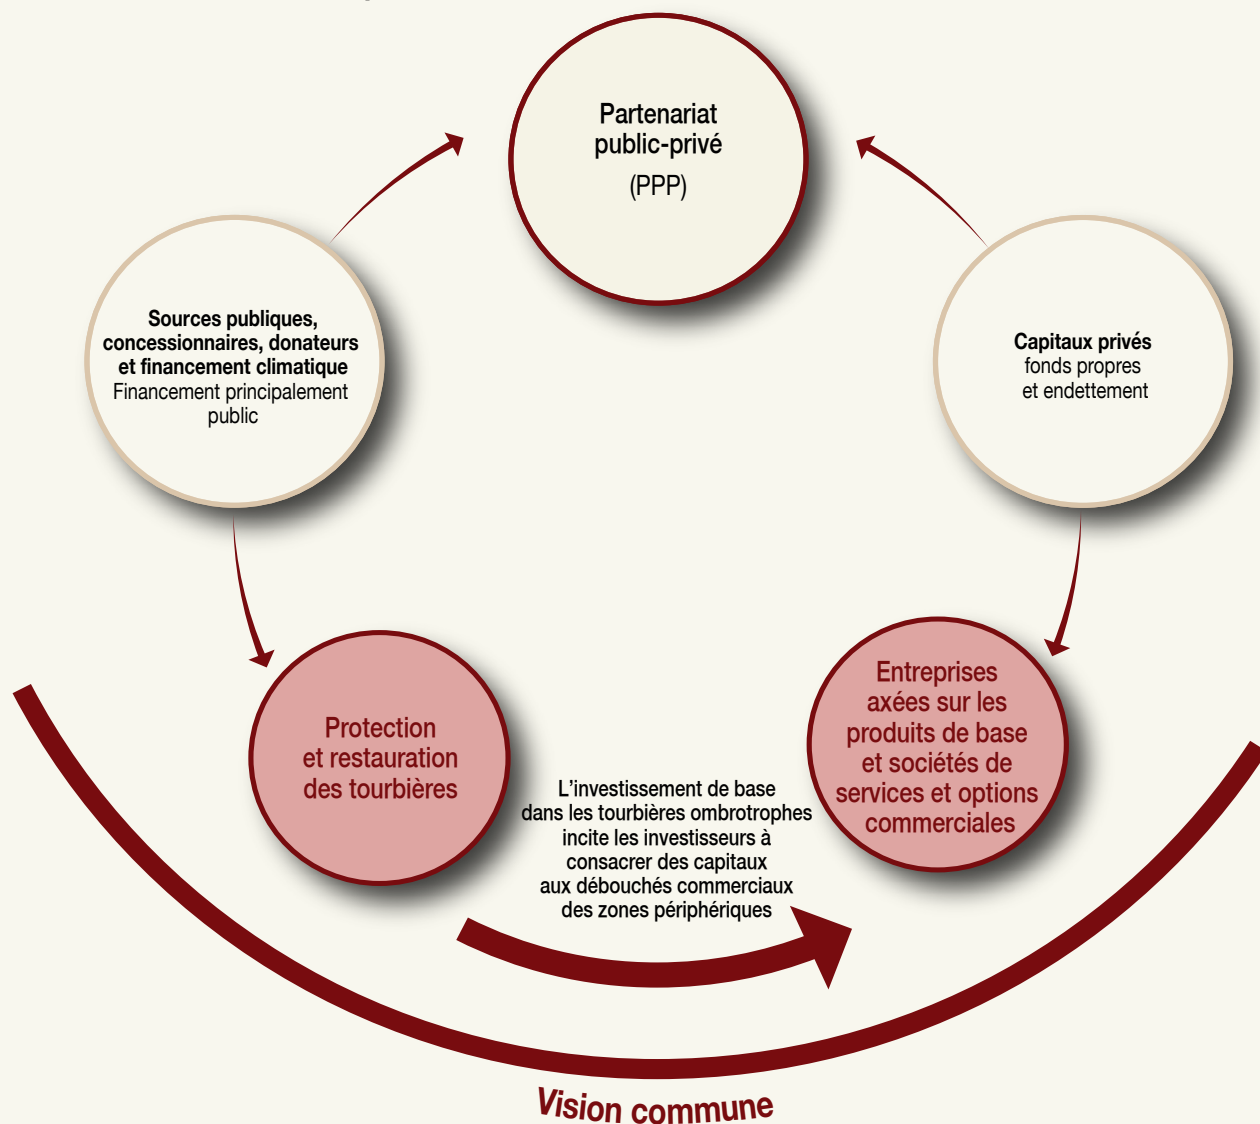 Partenariat
public-privé
(PPP)
Sources publiques,
concessionnaires, donateurs
et financement climatique
Financement principalement
public
Capitaux privés
fonds propres
et endettement
Protection
et restauration
des tourbières
L’investissement de base
dans les tourbières ombrotrophes
incite les investisseurs à
consacrer des capitaux
aux débouchés commerciaux
des zones périphériques
Entreprises
axées sur les
produits de base
et sociétés de
services et options
commerciales
Vision commune